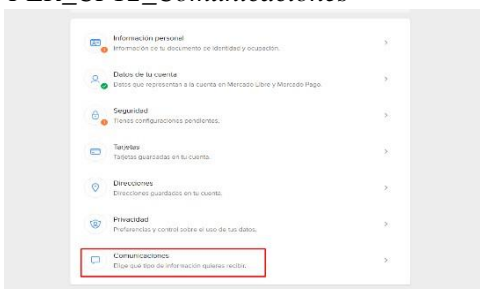 Información personal
Información de tu documento de identidad y ocupación.
Datos de tu cuenta
Datos que representan a la cuenta en Mercado Libre y Mercado Pago.
Seguridad
Tienes configuraciones pendientes.
Tarjetas
Tarjetas guardadas en tu cuenta.
Direcciones
Direcciones guardadas en tu cuenta.
Privacidad
Preferencias y control sobre el uso de tus datos.
Comunicaciones
Elige qué tipo de información quieres recibir.